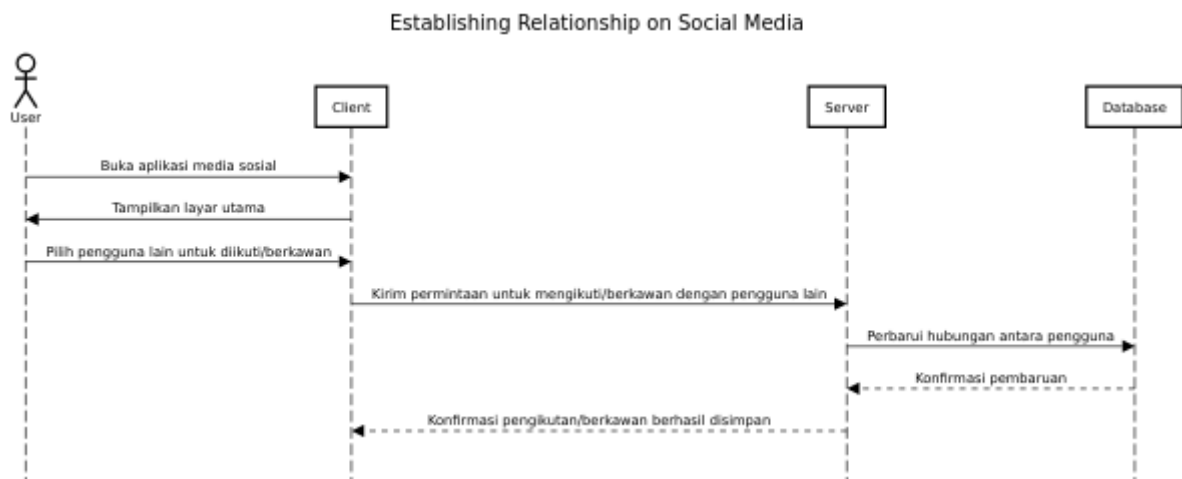 Establishing Relationship on Social Media
User
Client
Server
Database
Buka aplikasi media sosial
Tampilkan layar utama
Pilih pengguna lain untuk diikuti/berkawan
Kirim permintaan untuk mengikuti/berkawan dengan pengguna lain
Perbarui hubungan antara pengguna
Konfirmasi pembaruan
Konfirmasi pengikutan/berkawan berhasil disimpan